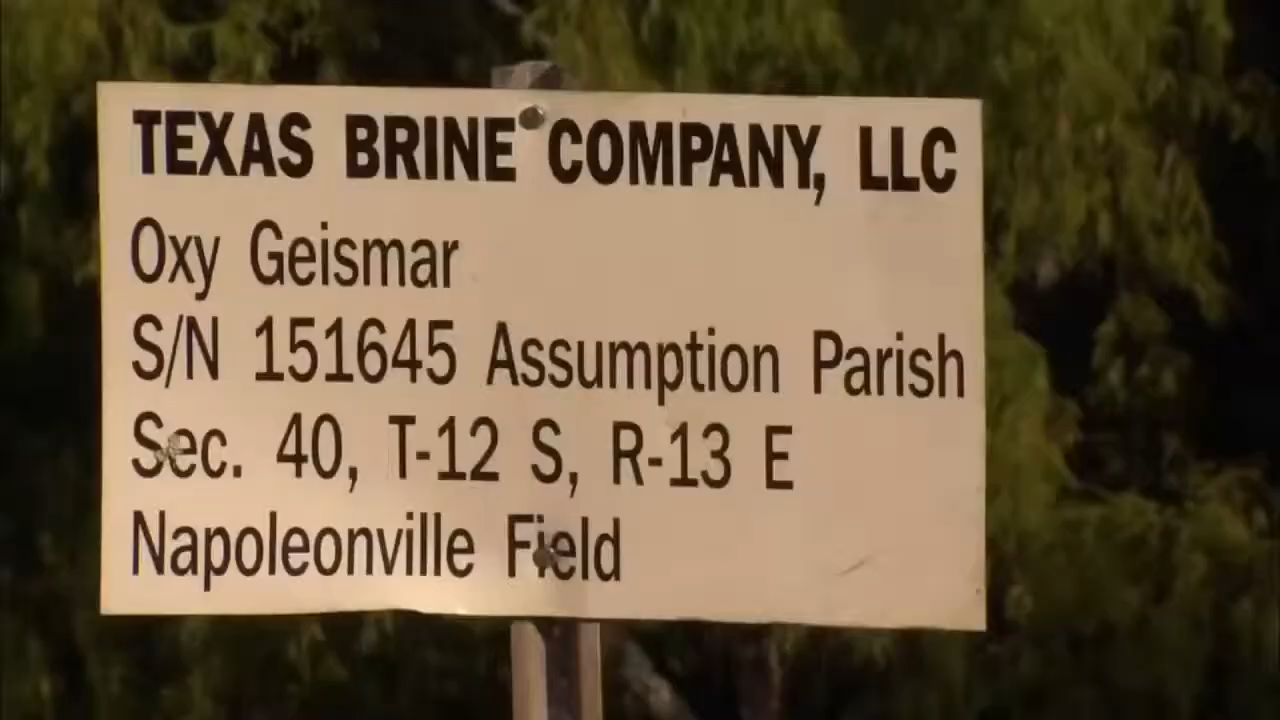 TEXAS BRINE COMPANY, LLC
Oxy Geismar
S/N 151645 Assumption Parish
Sec. 40, T-12 S, R-13 E
Napoleonville Field